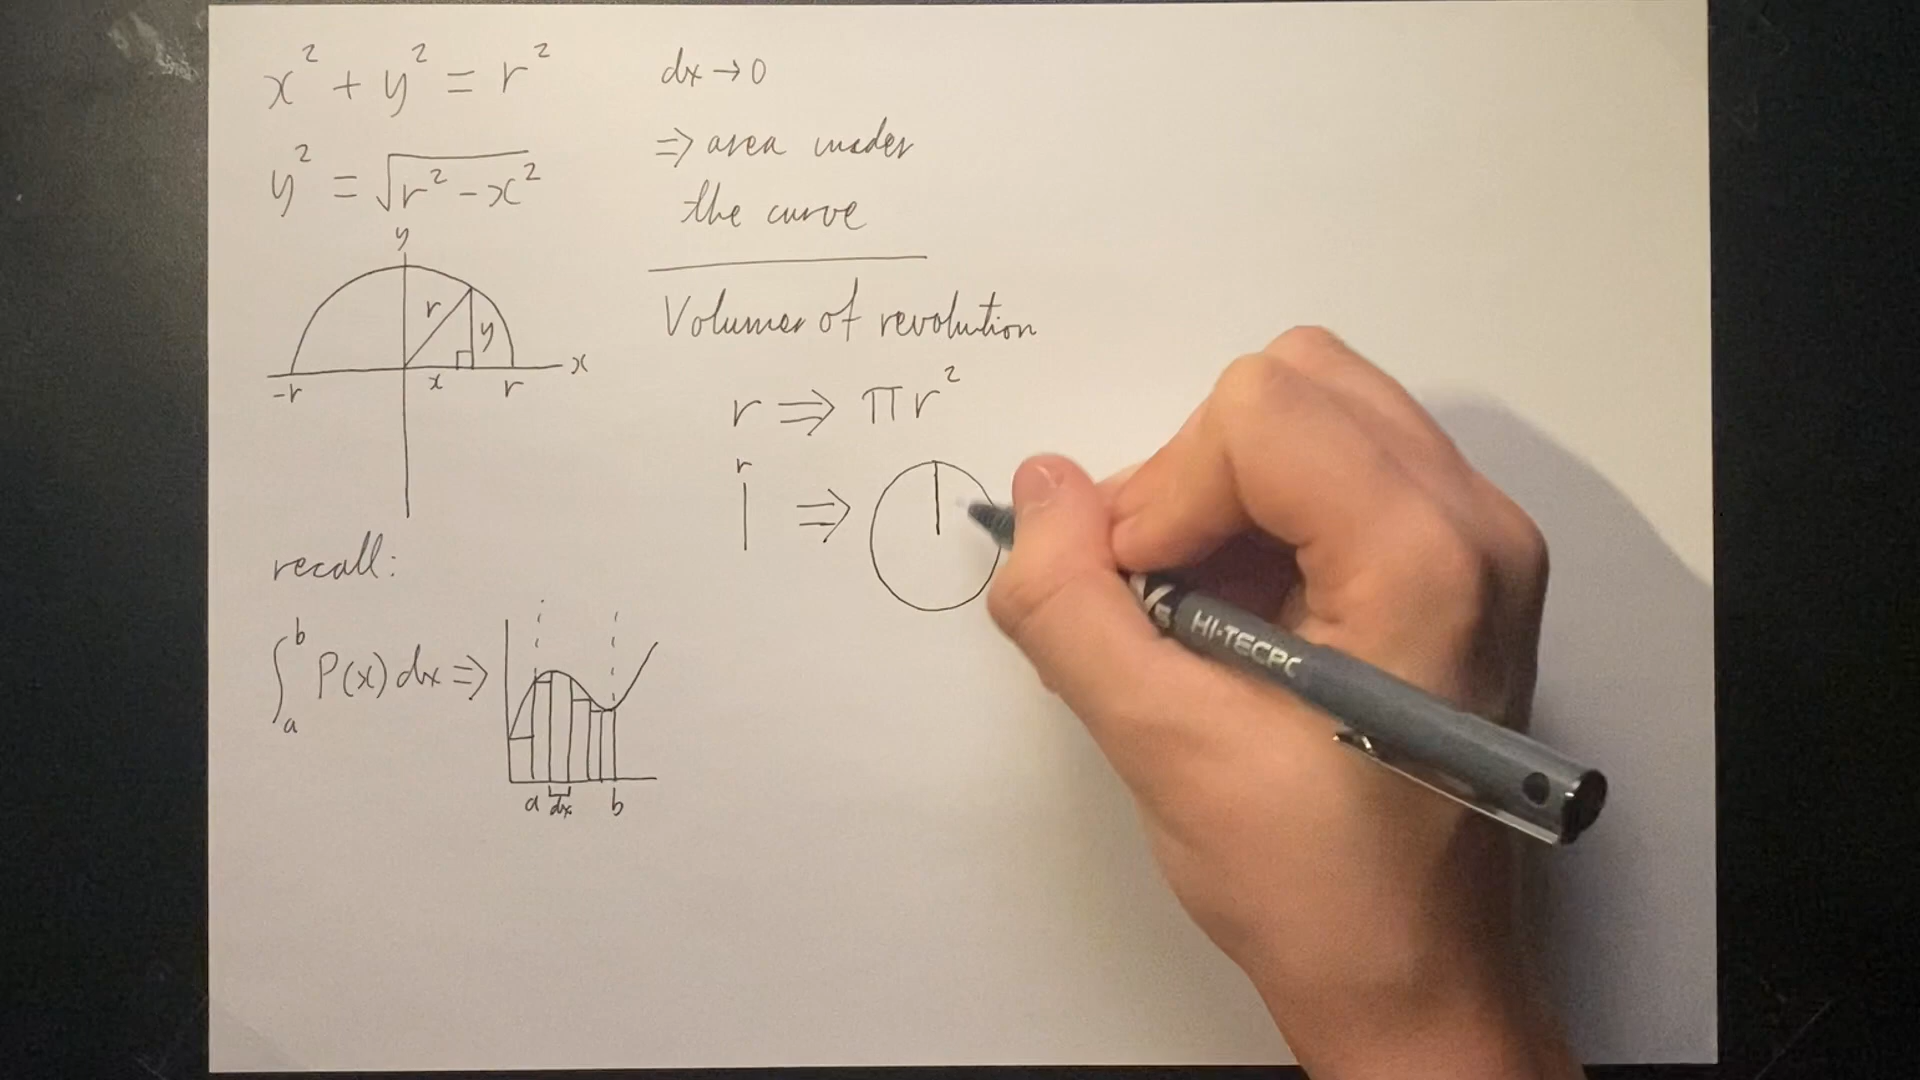 x² + y² = r²
y² = √(r² - x²)
y
r
y
x
x
-r
r
recall:
∫ₐᵇ P(x) dx ⇒
a dx b
dx → 0
⇒ area under
the curve
Volumes of revolution
r ⇒ πr²
r
⇒
V5 HI-TECPC